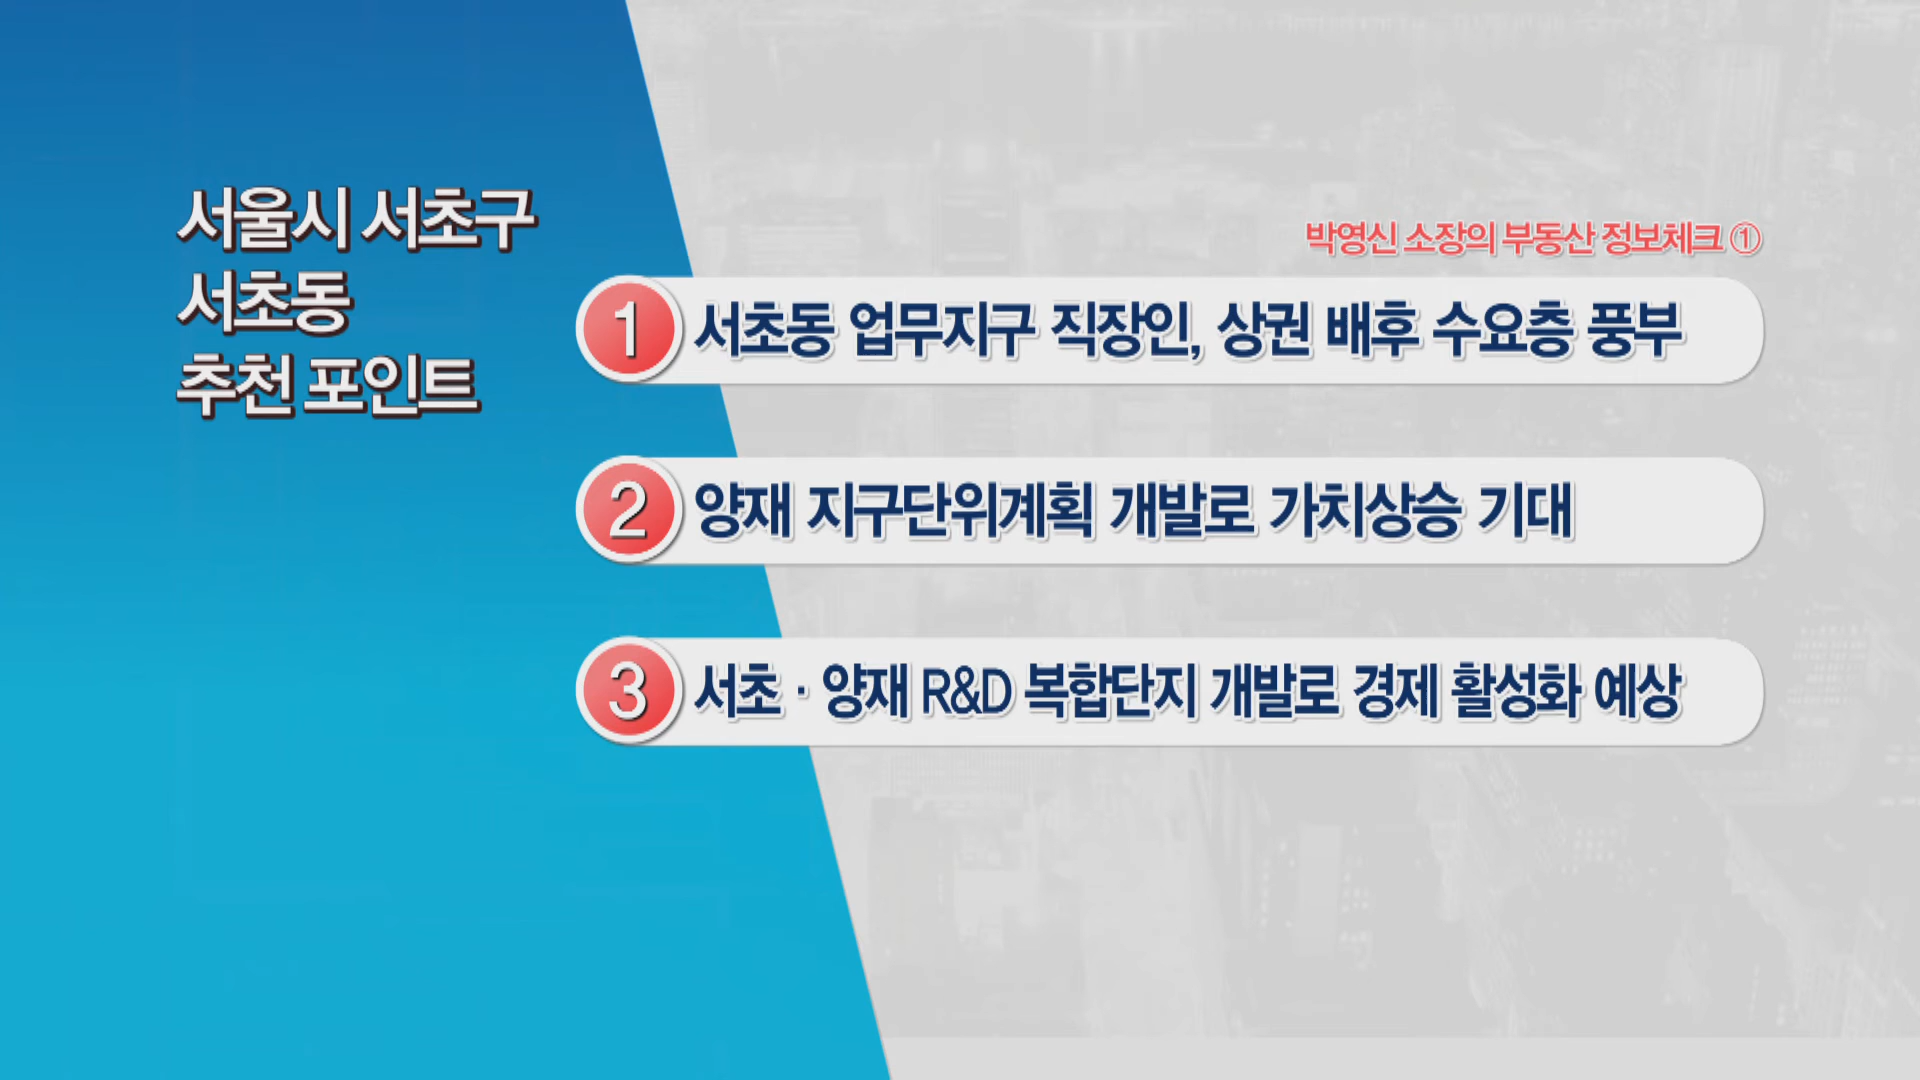 서울시 서초구
서초동
추천 포인트
박영신 소장의 부동산 정보체크 ①
1 서초동 업무지구 직장인, 상권 배후 수요층 풍부
2 양재 지구단위계획 개발로 가치상승 기대
3 서초·양재 R&D 복합단지 개발로 경제 활성화 예상